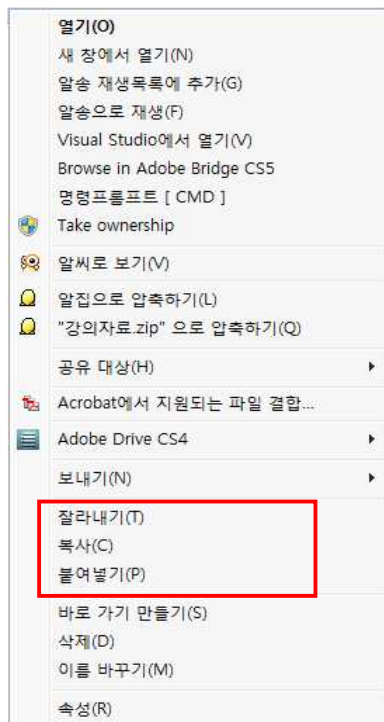 열기(O)
새 창에서 열기(N)
알송 재생목록에 추가(G)
알송으로 재생(F)
Visual Studio에서 열기(V)
Browse in Adobe Bridge CS5
명령프롬프트 [ CMD ]
Take ownership
알씨로 보기(V)
알집으로 압축하기(L)
"강의자료.zip" 으로 압축하기(Q)
공유 대상(H)
Acrobat에서 지원되는 파일 결합...
Adobe Drive CS4
보내기(N)
잘라내기(T)
복사(C)
붙여넣기(P)
바로 가기 만들기(S)
삭제(D)
이름 바꾸기(M)
속성(R)